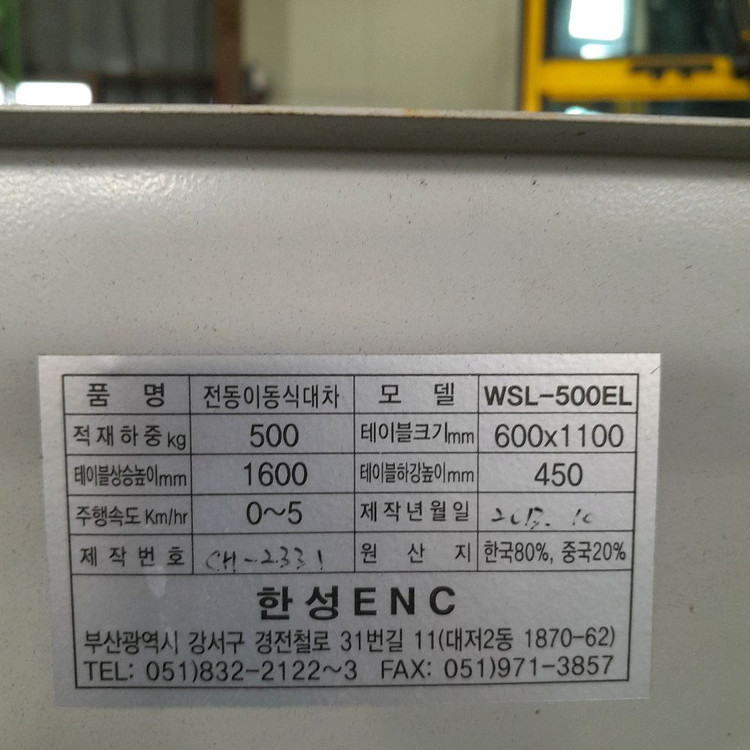 품 명 전동이동식대차 모 델 WSL-500EL
적재하중kg 500 테이블크기mm 600x1100
테이블상승높이mm 1600 테이블하강높이mm 450
주행속도 Km/hr 0~5 제작년월일
제작번호 CH-2331 원 산 지 한국80%, 중국20%
한성ENC
부산광역시 강서구 경전철로 31번길 11(대저2동 1870-62)
TEL: 051)832-2122~3 FAX: 051)971-3857